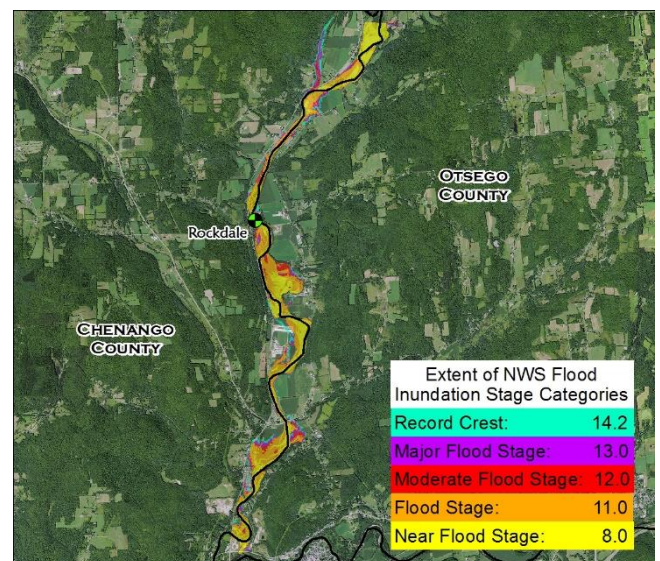 OTSEGO
COUNTY
Rockdale
CHENANGO
COUNTY
Extent of NWS Flood
Inundation Stage Categories
Record Crest: 14.2
Major Flood Stage: 13.0
Moderate Flood Stage: 12.0
Flood Stage: 11.0
Near Flood Stage: 8.0